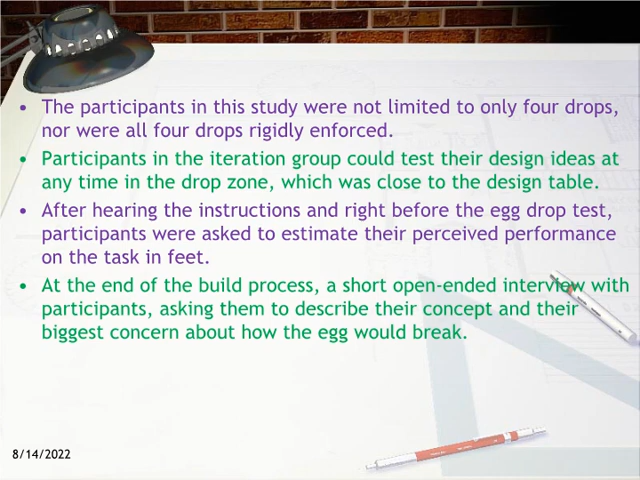 • The participants in this study were not limited to only four drops,
nor were all four drops rigidly enforced.
• Participants in the iteration group could test their design ideas at
any time in the drop zone, which was close to the design table.
• After hearing the instructions and right before the egg drop test,
participants were asked to estimate their perceived performance
on the task in feet.
• At the end of the build process, a short open-ended interview with
participants, asking them to describe their concept and their
biggest concern about how the egg would break.
8/14/2022